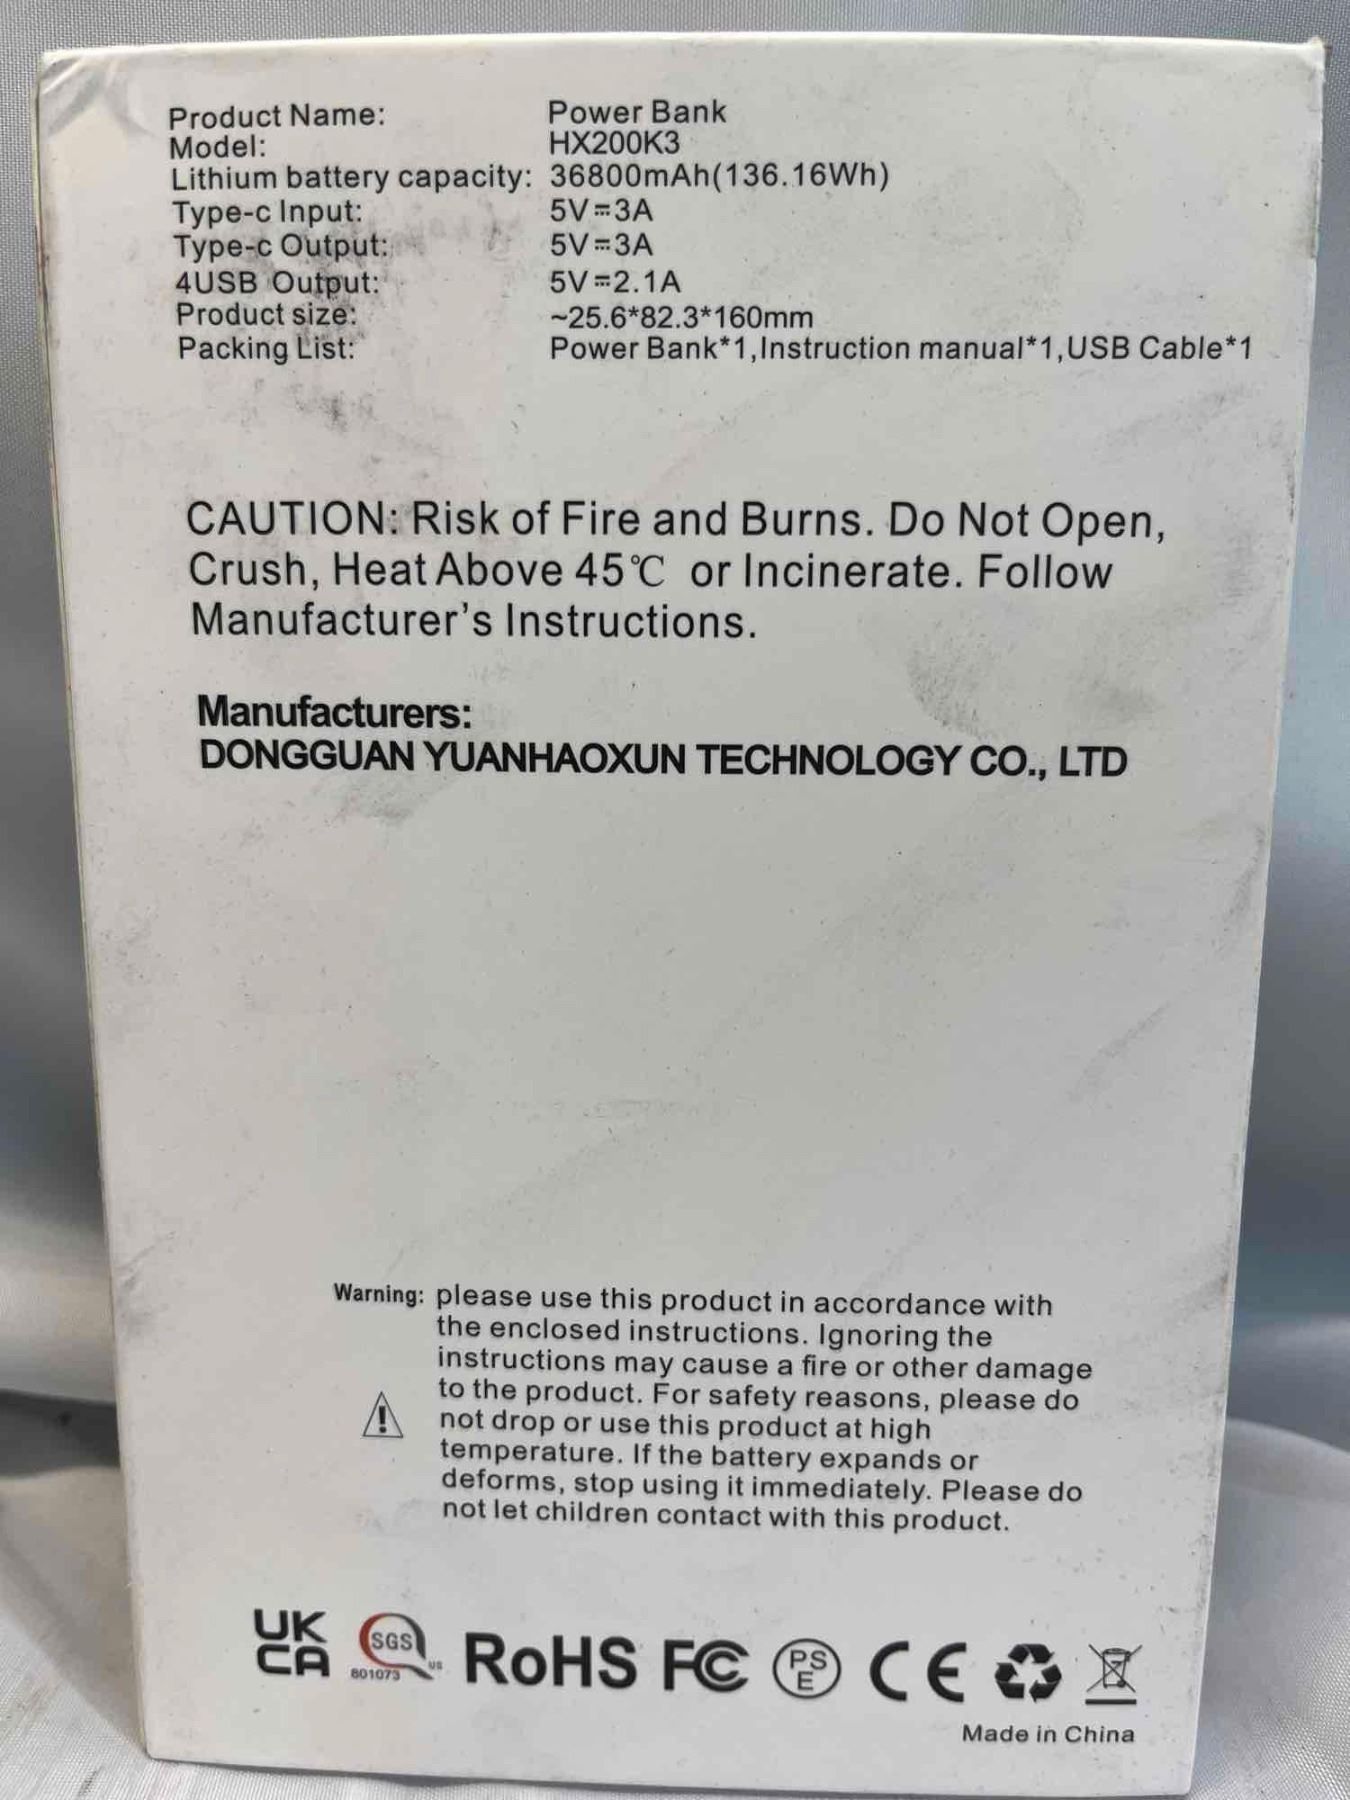 Product Name: Power Bank
Model: HX200K3
Lithium battery capacity: 36800mAh(136.16Wh)
Type-c Input: 5V⎓3A
Type-c Output: 5V⎓3A
4USB Output: 5V⎓2.1A
Product size: ~25.6*82.3*160mm
Packing List: Power Bank*1,Instruction manual*1,USB Cable*1
CAUTION: Risk of Fire and Burns. Do Not Open,
Crush, Heat Above 45℃ or Incinerate. Follow
Manufacturer's Instructions.
Manufacturers:
DONGGUAN YUANHAOXUN TECHNOLOGY CO., LTD
Warning: please use this product in accordance with
the enclosed instructions. Ignoring the
instructions may cause a fire or other damage
to the product. For safety reasons, please do
not drop or use this product at high
temperature. If the battery expands or
deforms, stop using it immediately. Please do
not let children contact with this product.
UK
CA
SGS
801073 US
RoHS FC PSE CE
Made in China